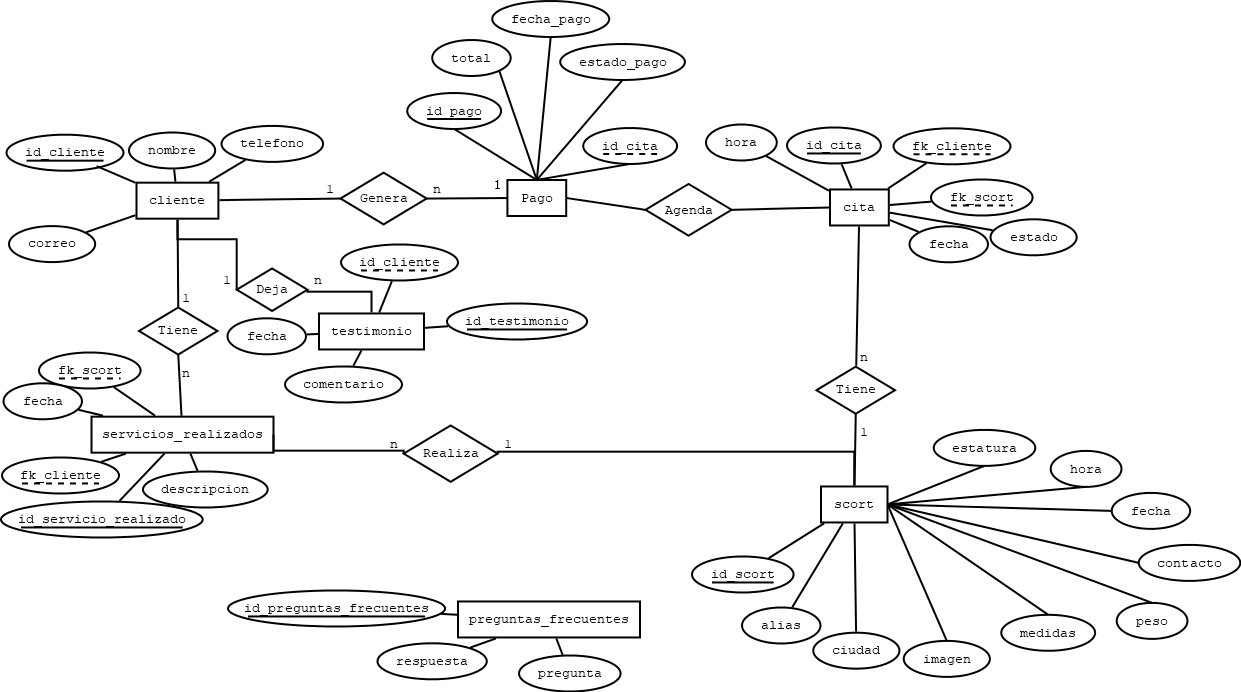 fecha_pago
total
estado_pago
id_pago
id_cita
hora
id_cita
fk_cliente
id_cliente
nombre
telefono
cliente
1
Genera
n
1
Pago
Agenda
cita
fk_scort
estado
fecha
correo
id_cliente
1
Deja
n
1
Tiene
fecha
testimonio
id_testimonio
comentario
n
fk_scort
fecha
n
Tiene
1
servicios_realizados
n
Realiza
1
fk_cliente
descripcion
id_servicio_realizado
estatura
hora
scort
fecha
contacto
id_scort
alias
ciudad
imagen
medidas
peso
id_preguntas_frecuentes
preguntas_frecuentes
respuesta
pregunta